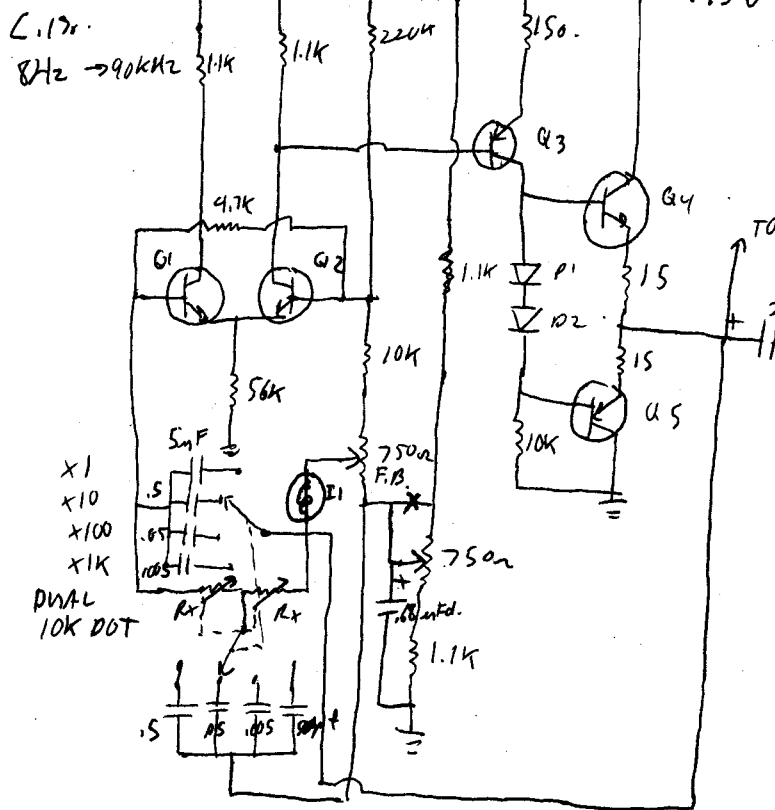 8Hz → 90KHz
1.1K
1.1K
220K
150.
Q3
Q4
4.7K
Q1
Q2
1.1K
D1
D2
15
TO
+
15
10K
56K
Q5
10K
750Ω
F.B.
I1
5mF
x1
x10
.5
x100
.05
x1K
.005
DUAL
10K POT
Rx
Rx
750Ω
+
1.1K
.5
.05
.005